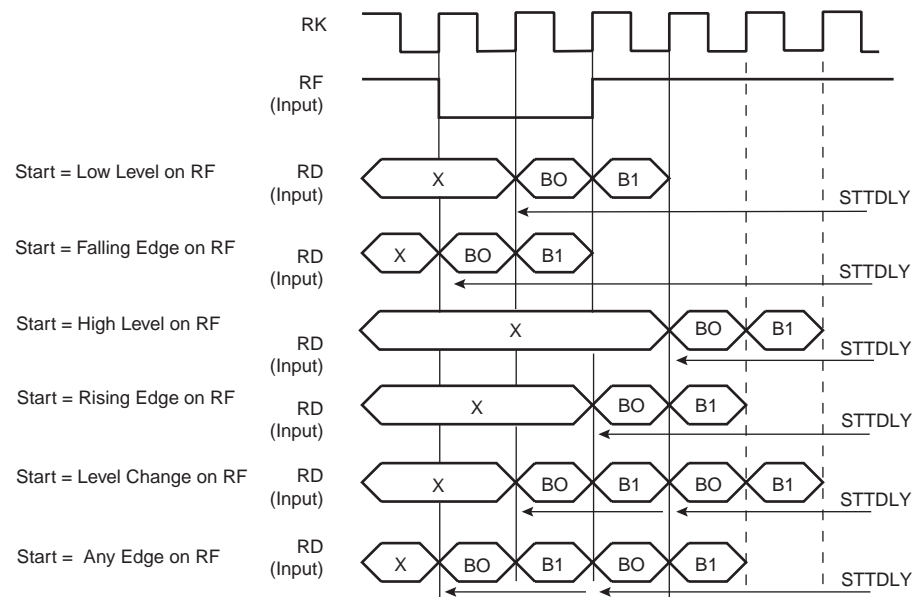 RK
RF
(Input)
Start = Low Level on RF
RD
(Input)
X
BO
B1
STTDLY
Start = Falling Edge on RF
RD
(Input)
X
BO
B1
STTDLY
Start = High Level on RF
RD
(Input)
X
BO
B1
STTDLY
Start = Rising Edge on RF
RD
(Input)
X
BO
B1
STTDLY
Start = Level Change on RF
RD
(Input)
X
BO
B1
BO
B1
STTDLY
Start = Any Edge on RF
RD
(Input)
X
BO
B1
BO
B1
STTDLY